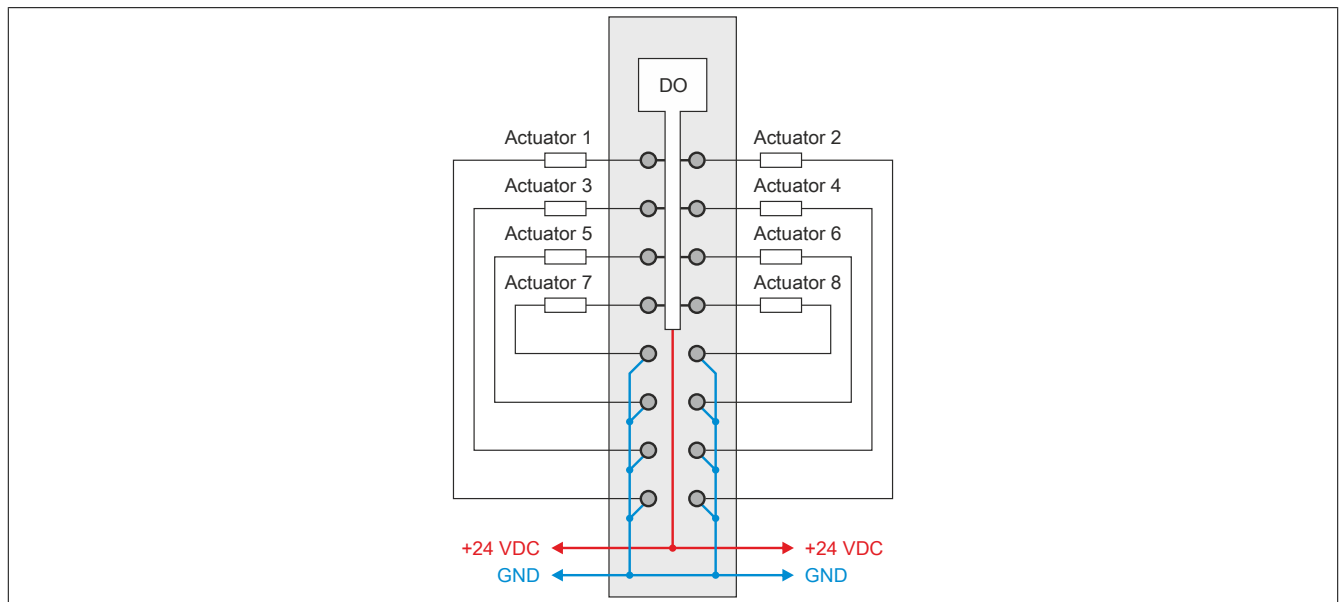 DO
Actuator 1
Actuator 2
Actuator 3
Actuator 4
Actuator 5
Actuator 6
Actuator 7
Actuator 8
+24 VDC
+24 VDC
GND
GND